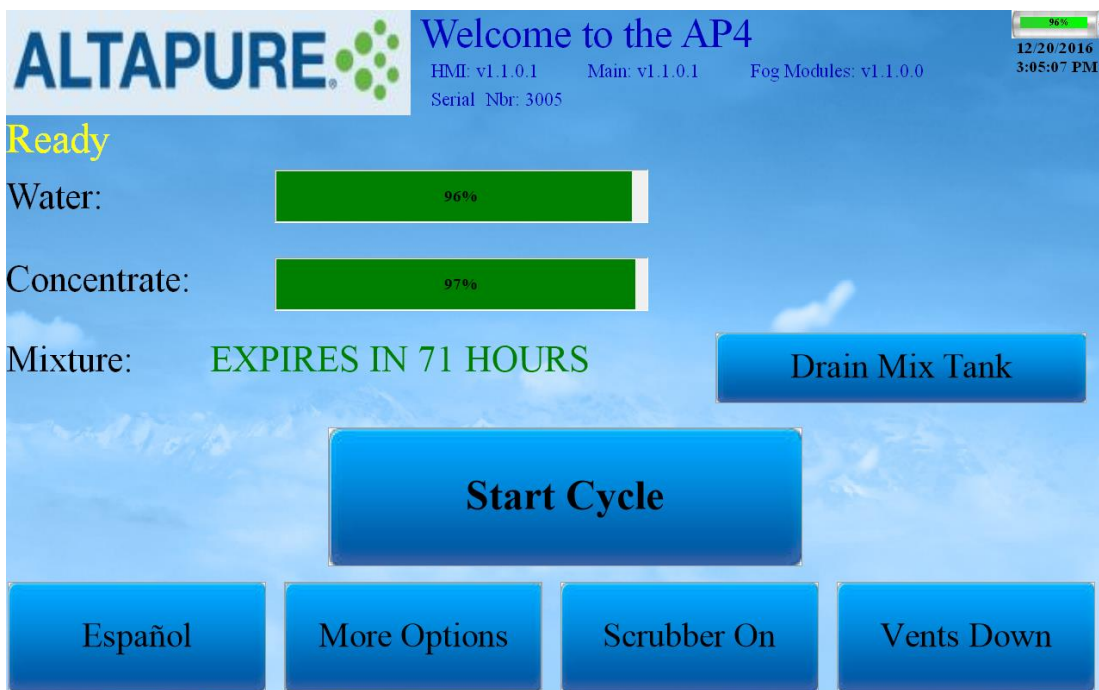 ALTAPURE.
Welcome to the AP4
HMI: v1.1.0.1 Main: v1.1.0.1 Fog Modules: v1.1.0.0
Serial Nbr: 3005
96%
12/20/2016
3:05:07 PM
Ready
Water: 96%
Concentrate: 97%
Mixture: EXPIRES IN 71 HOURS
Drain Mix Tank
Start Cycle
Español More Options Scrubber On Vents Down